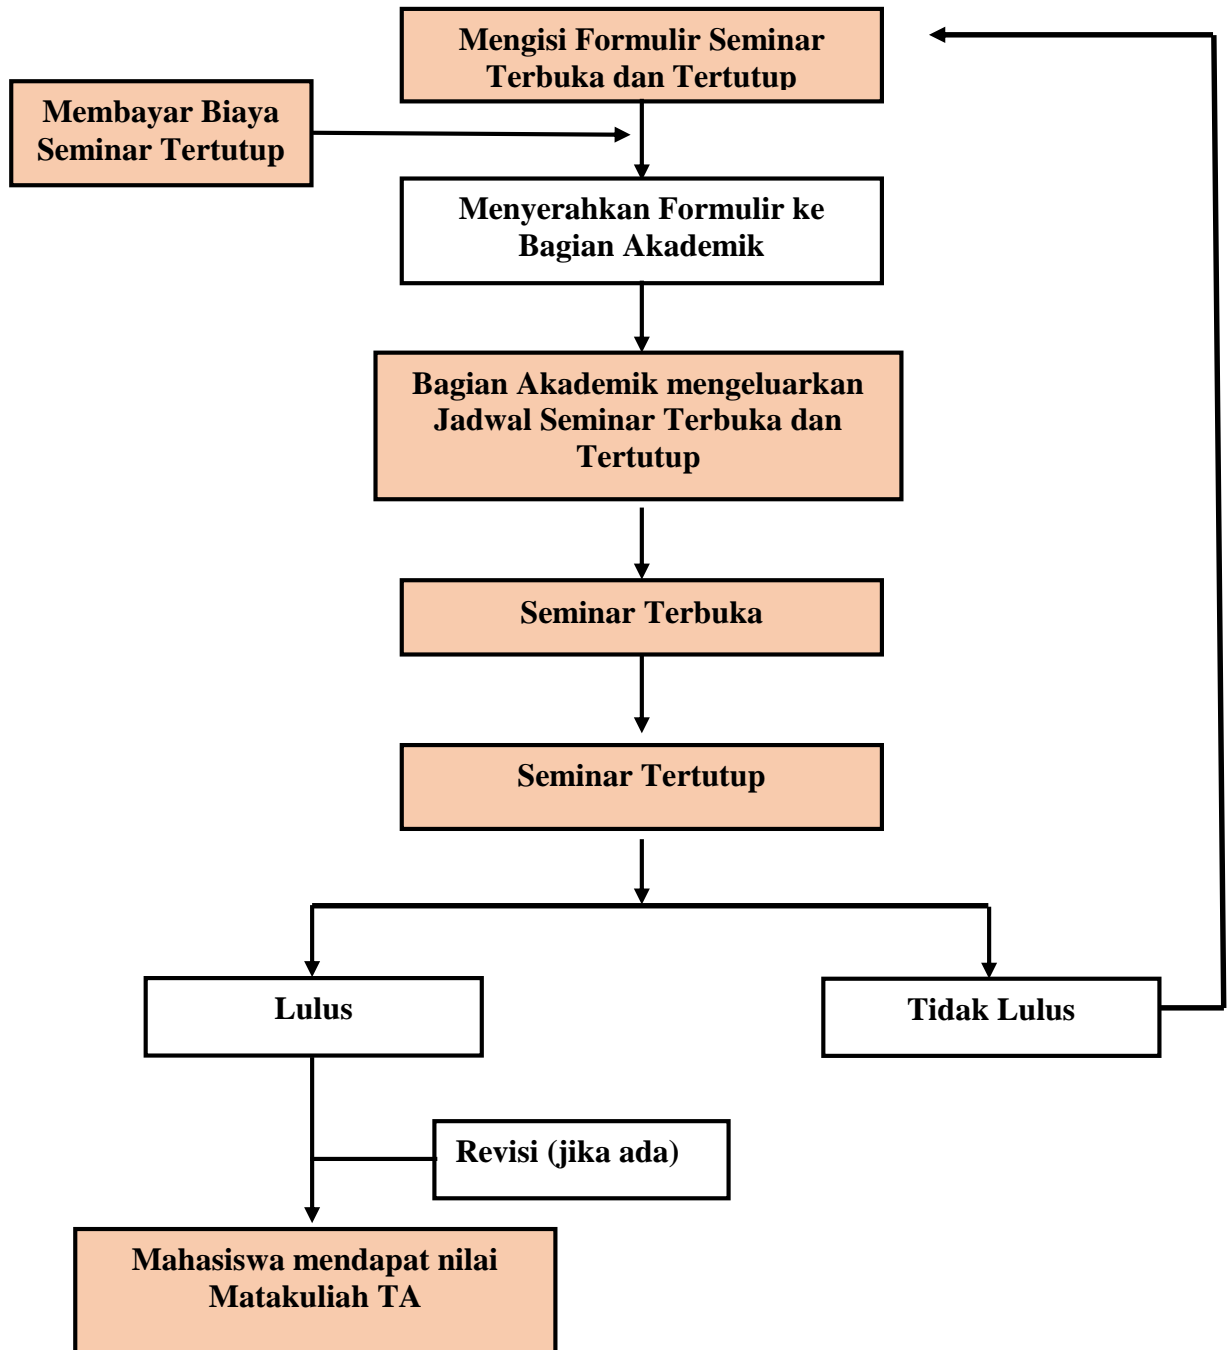 Mengisi Formulir Seminar
Terbuka dan Tertutup
Membayar Biaya
Seminar Tertutup
Menyerahkan Formulir ke
Bagian Akademik
Bagian Akademik mengeluarkan
Jadwal Seminar Terbuka dan
Tertutup
Seminar Terbuka
Seminar Tertutup
Lulus
Tidak Lulus
Revisi (jika ada)
Mahasiswa mendapat nilai
Matakuliah TA